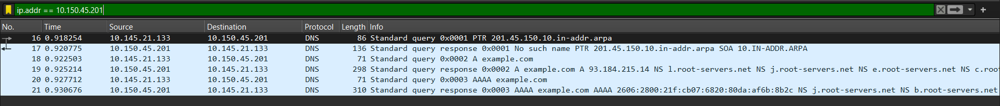 ip.addr == 10.150.45.201
No. Time Source Destination Protocol Length Info
16 0.918254 10.145.21.133 10.150.45.201 DNS 86 Standard query 0x0001 PTR 201.45.150.10.in-addr.arpa
17 0.920775 10.150.45.201 10.145.21.133 DNS 136 Standard query response 0x0001 No such name PTR 201.45.150.10.in-addr.arpa SOA 10.IN-ADDR.ARPA
18 0.922503 10.145.21.133 10.150.45.201 DNS 71 Standard query 0x0002 A example.com
19 0.925214 10.150.45.201 10.145.21.133 DNS 298 Standard query response 0x0002 A example.com A 93.184.215.14 NS l.root-servers.net NS j.root-servers.net NS e.root-servers.net NS c.root
20 0.927712 10.145.21.133 10.150.45.201 DNS 71 Standard query 0x0003 AAAA example.com
21 0.930676 10.150.45.201 10.145.21.133 DNS 310 Standard query response 0x0003 AAAA example.com AAAA 2606:2800:21f:cb07:6820:80da:af6b:8b2c NS j.root-servers.net NS b.root-servers.net